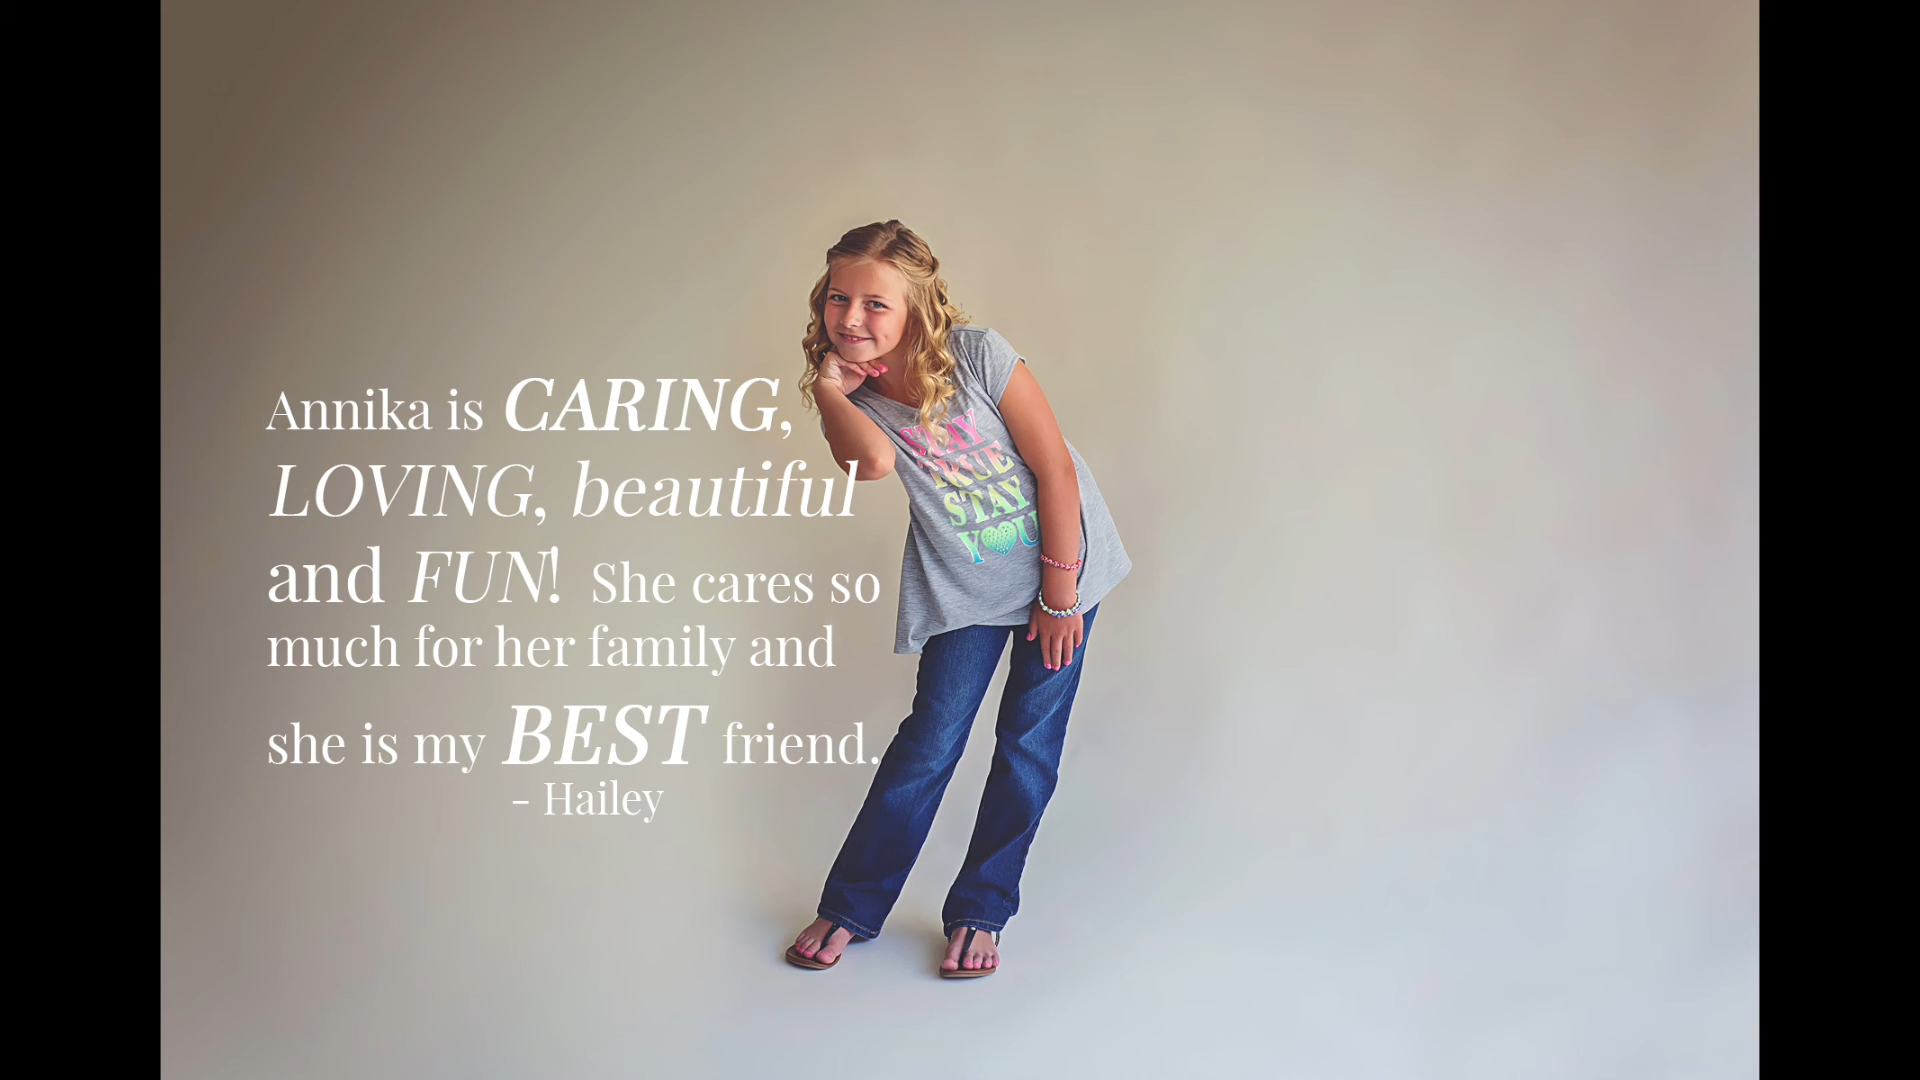 Annika is CARING,
LOVING, beautiful
and FUN! She cares so
much for her family and
she is my BEST friend.
- Hailey
STAY
TRUE
STAY
YOU